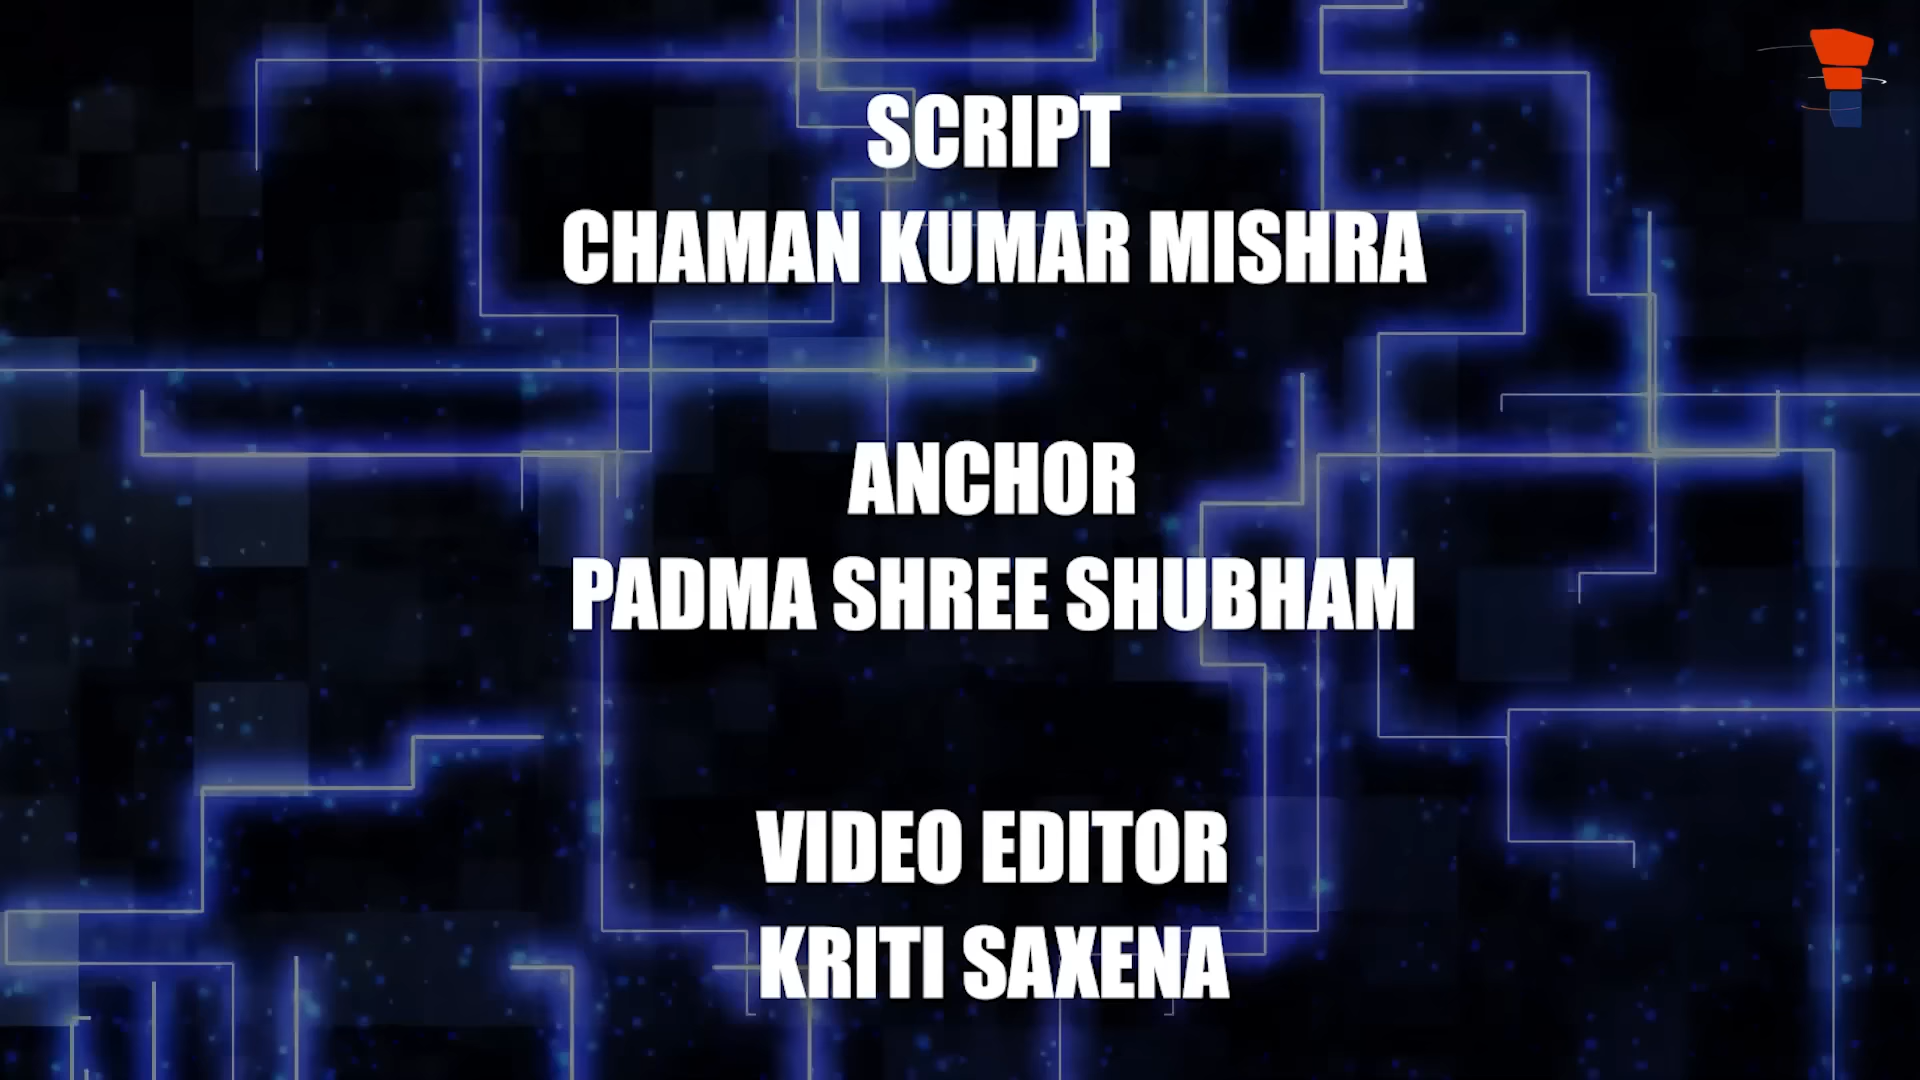 SCRIPT
CHAMAN KUMAR MISHRA
ANCHOR
PADMA SHREE SHUBHAM
VIDEO EDITOR
KRITI SAXENA